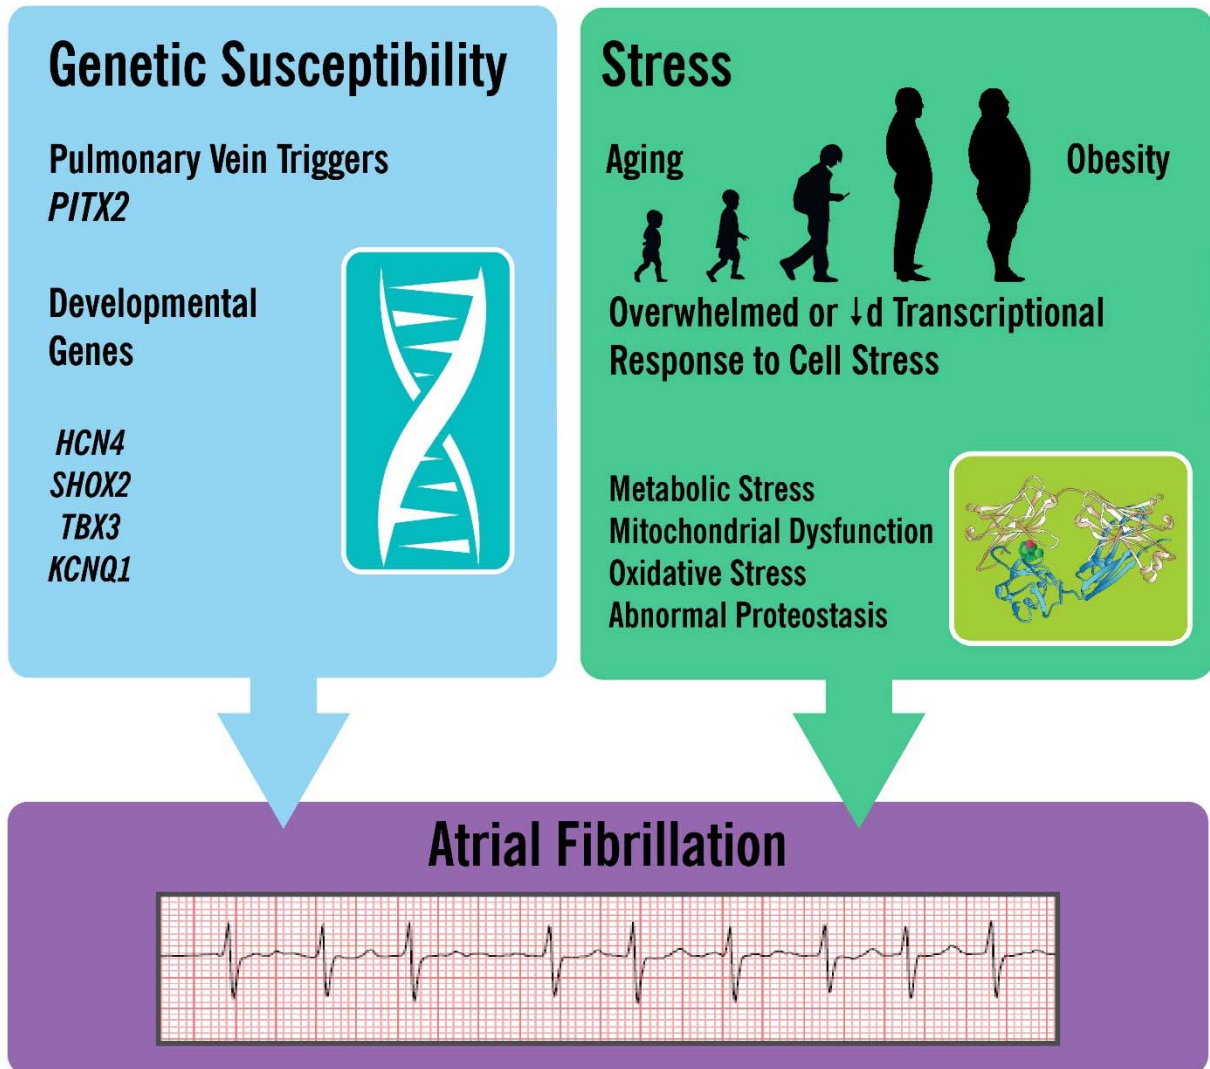 Genetic Susceptibility
Pulmonary Vein Triggers
PITX2
Developmental
Genes
HCN4
SHOX2
TBX3
KCNQ1
Stress
Aging
Obesity
Overwhelmed or ↓d Transcriptional
Response to Cell Stress
Metabolic Stress
Mitochondrial Dysfunction
Oxidative Stress
Abnormal Proteostasis
Atrial Fibrillation